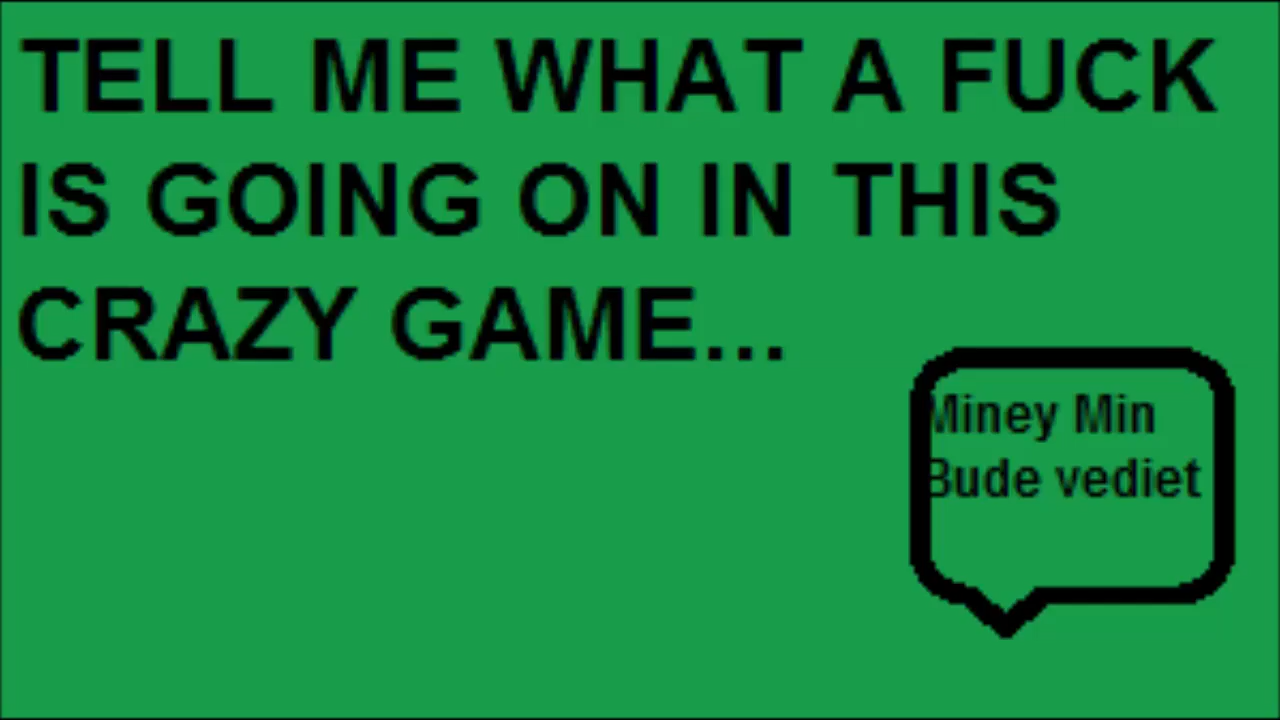 TELL ME WHAT A FUCK
IS GOING ON IN THIS
CRAZY GAME...
Miney Min
Bude vediet